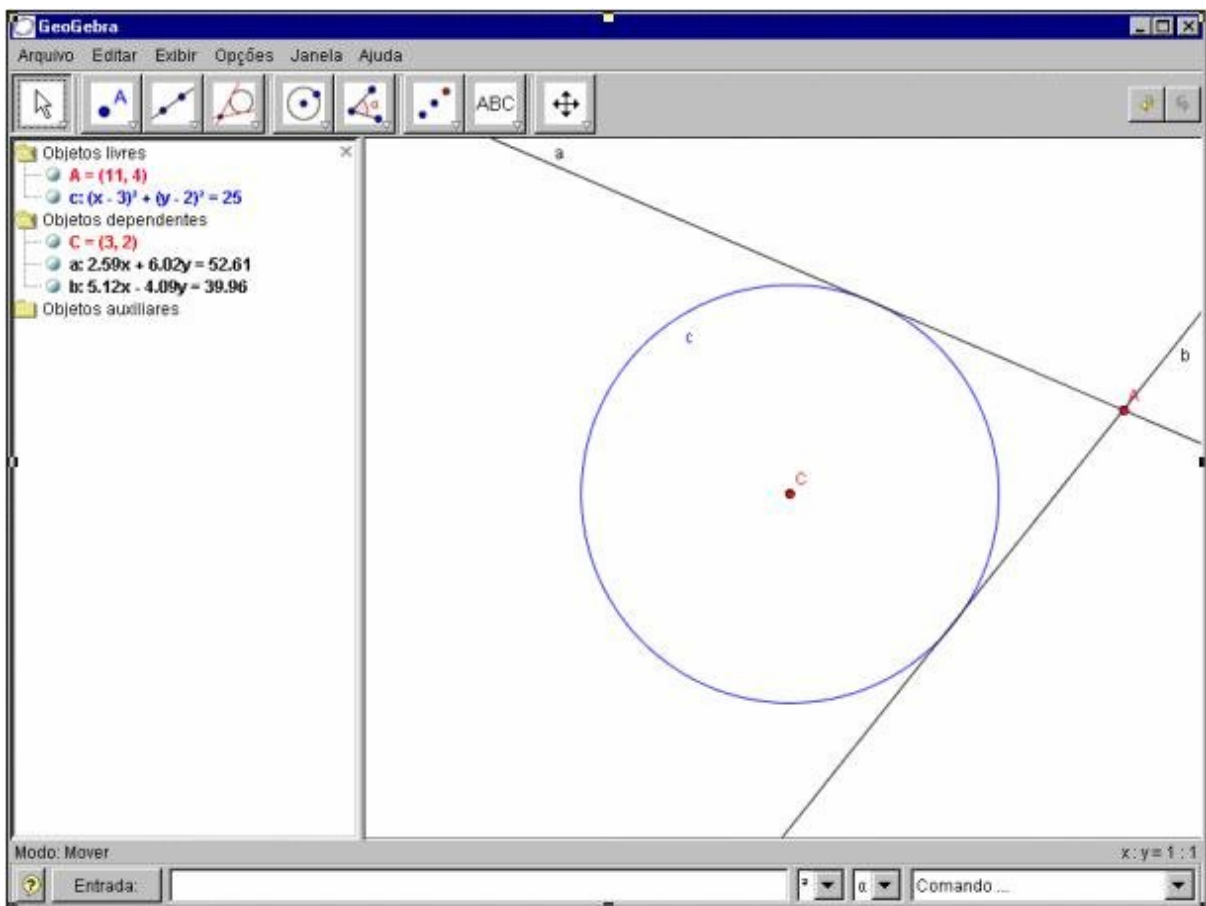 GeoGebra
Arquivo Editar Exibir Opções Janela Ajuda
A α ABC
Objetos livres
A = (11, 4)
c: (x - 3)² + (y - 2)² = 25
Objetos dependentes
C = (3, 2)
a: 2.59x + 6.02y = 52.61
b: 5.12x - 4.09y = 39.96
Objetos auxiliares
a
c
b
A
C
Modo: Mover
x : y = 1 : 1
Entrada: ² α Comando ...